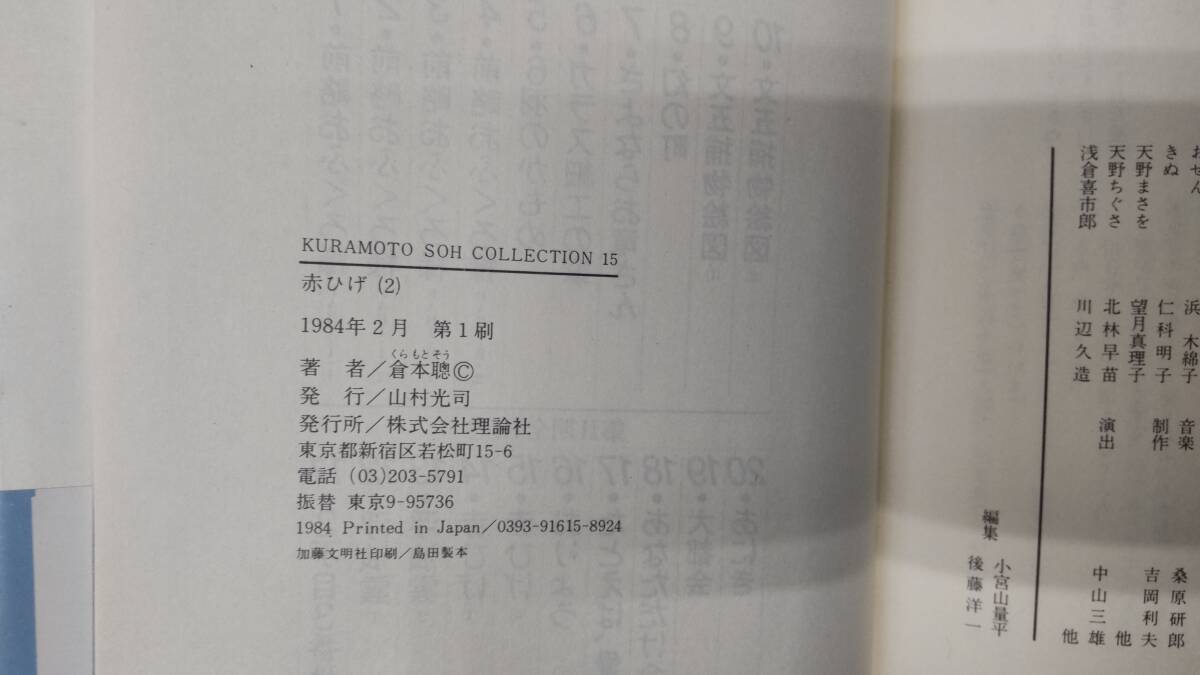 KURAMOTO SOH COLLECTION 15
赤ひげ (2)
1984年2月 第1刷
くらもとそう
著 者／倉本聰©
発 行／山村光司
発行所／株式会社理論社
東京都新宿区若松町15-6
電話 (03)203-5791
振替 東京9-95736
1984 Printed in Japan／0393-91615-8924
加藤文明社印刷／島田製本
おせん 浜 木綿子 音楽
きぬ 仁科明子 制作 桑原研郎
天野まさを 望月真理子 吉岡利夫
他
天野ちぐさ 北林早苗 演出 中山三雄
浅倉喜市郎 川辺久造 他
編集 小宮山量平
後藤洋一